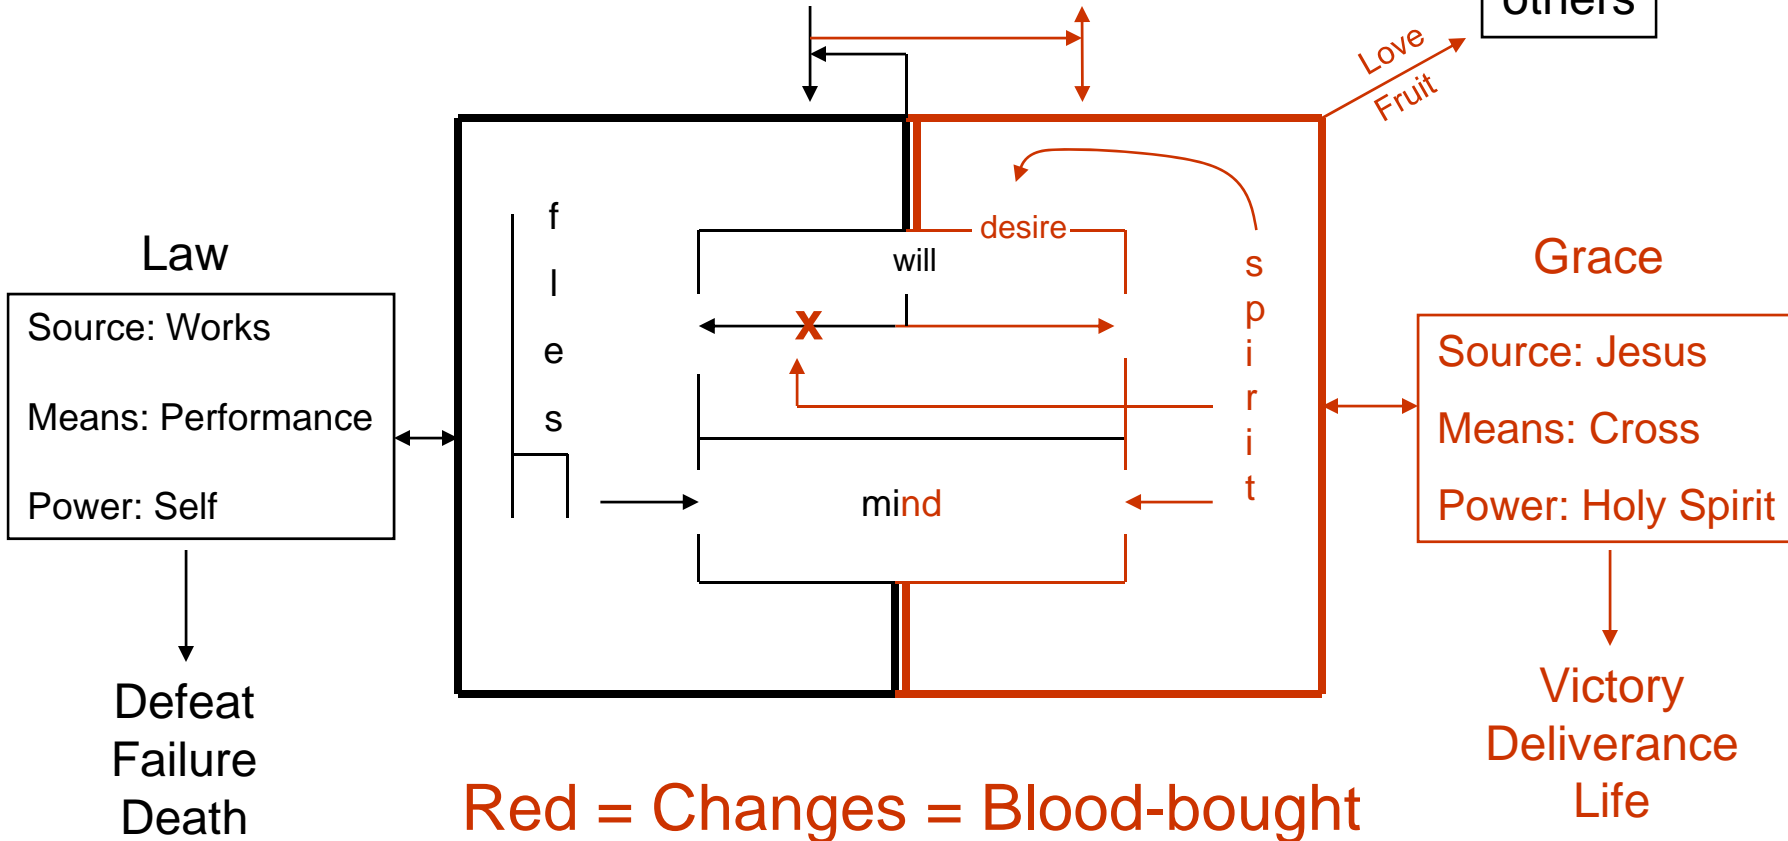 others
Love
Fruit
f
l
e
s
desire
will
s
p
i
r
i
t
mind
X
Law
Source: Works
Means: Performance
Power: Self
Defeat
Failure
Death
Grace
Source: Jesus
Means: Cross
Power: Holy Spirit
Victory
Deliverance
Life
Red = Changes = Blood-bought